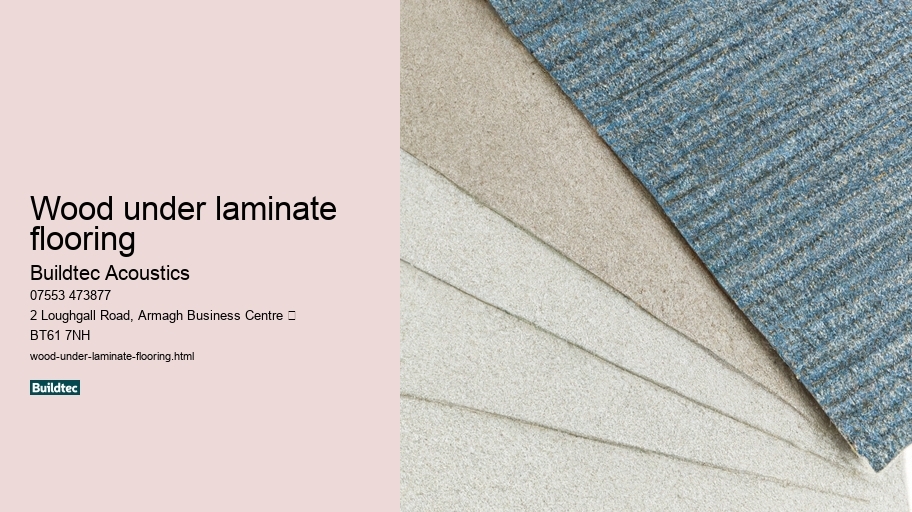 Wood under laminate
flooring
Buildtec Acoustics
07553 473877
2 Loughgall Road, Armagh Business Centre
BT61 7NH
wood-under-laminate-flooring.html
Buildtec